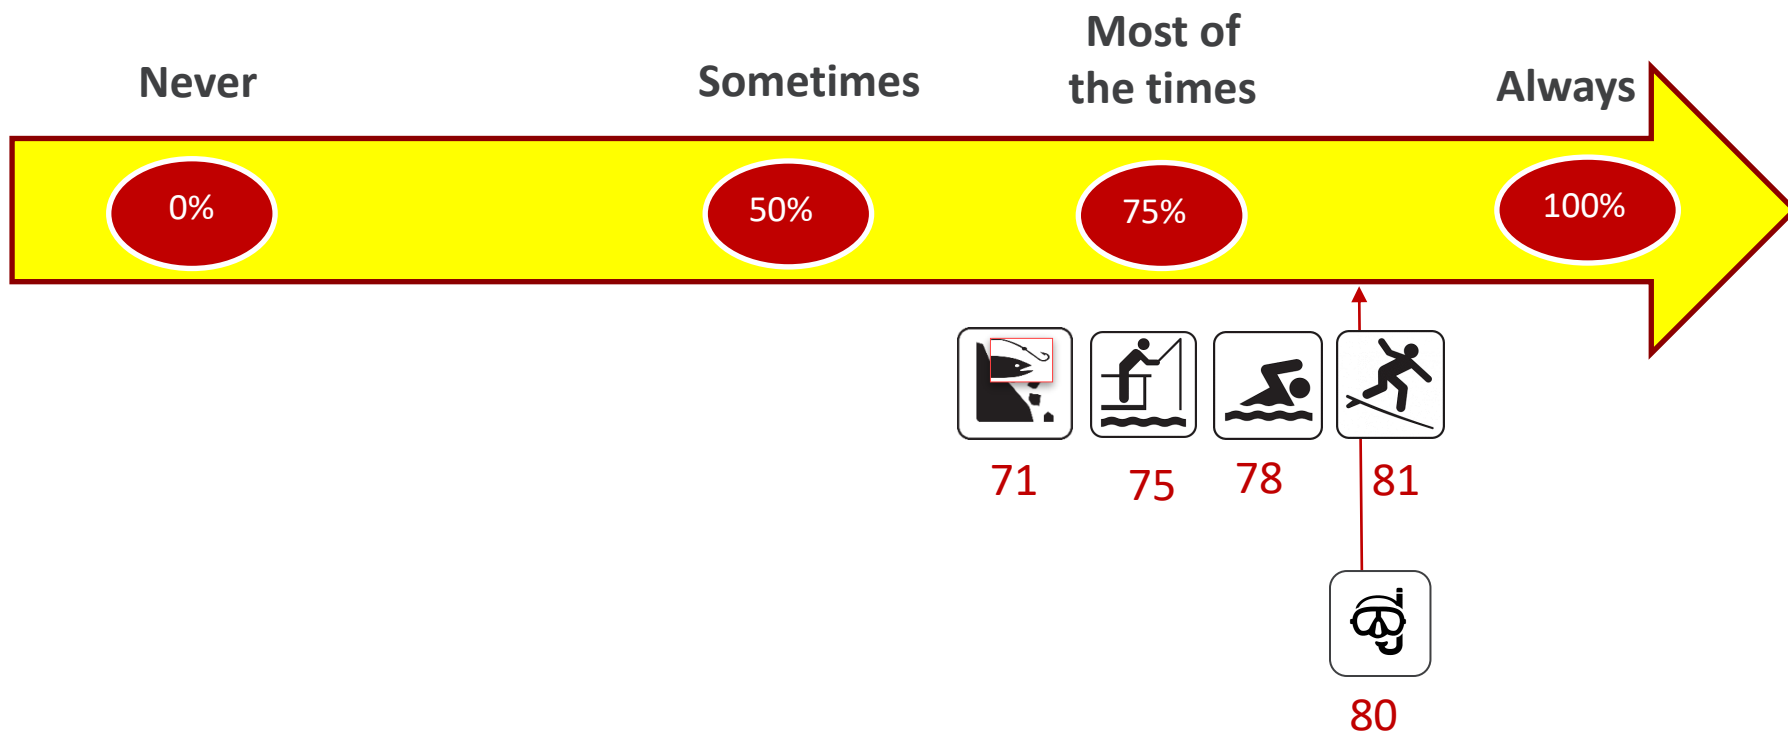 Never
Sometimes
Most of
the times
Always
0%
50%
75%
100%
71
75
78
81
80